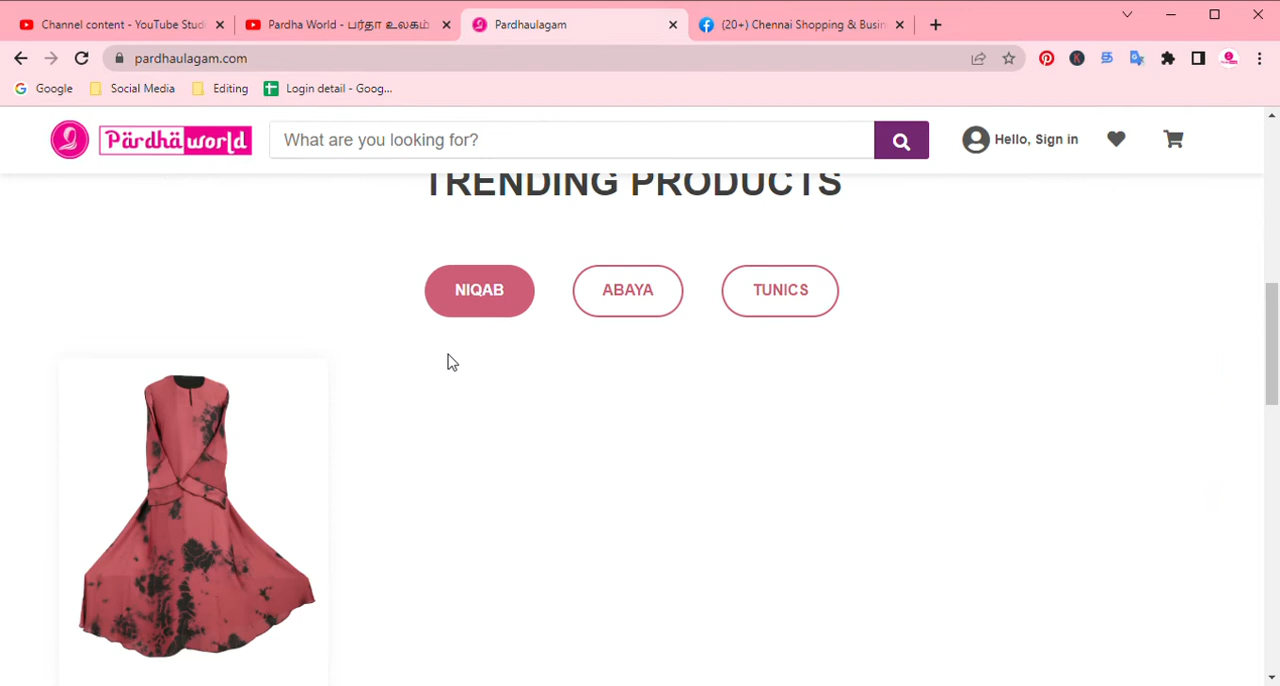 Channel content - YouTube Stud
Pardha World - பர்தா உலகம்
Pardhaulagam
(20+) Chennai Shopping & Busin
pardhaulagam.com
Google
Social Media
Editing
Login detail - Goog...
Pardha world
What are you looking for?
Hello, Sign in
TRENDING PRODUCTS
NIQAB
ABAYA
TUNICS